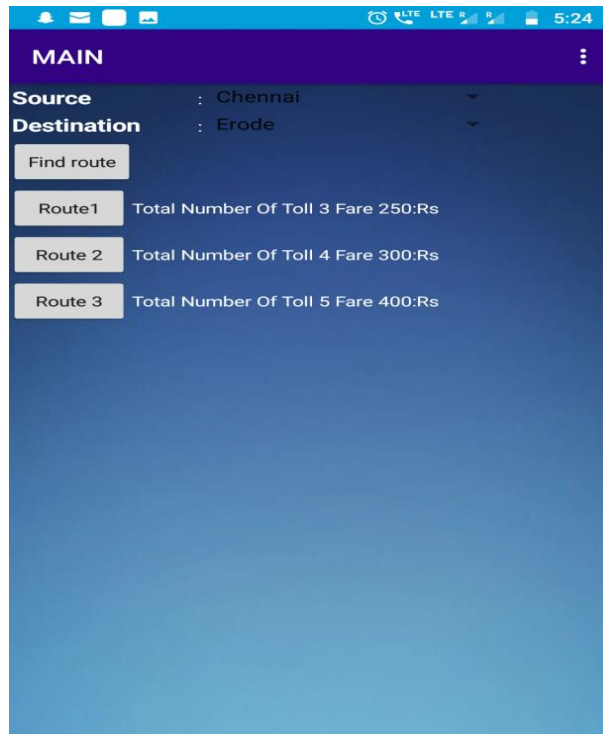 LTE LTE R R 5:24
MAIN
Source : Chennai
Destination : Erode
Find route
Route1 Total Number Of Toll 3 Fare 250:Rs
Route 2 Total Number Of Toll 4 Fare 300:Rs
Route 3 Total Number Of Toll 5 Fare 400:Rs